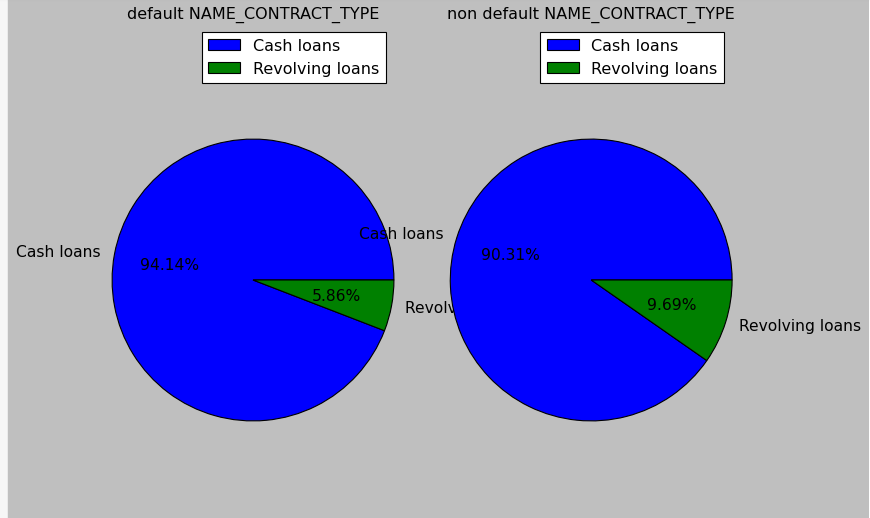 default NAME_CONTRACT_TYPE
Cash loans
Revolving loans
Cash loans
94.14%
5.86%
non default NAME_CONTRACT_TYPE
Cash loans
Revolving loans
Cash loans
90.31%
9.69%
Revolving loans